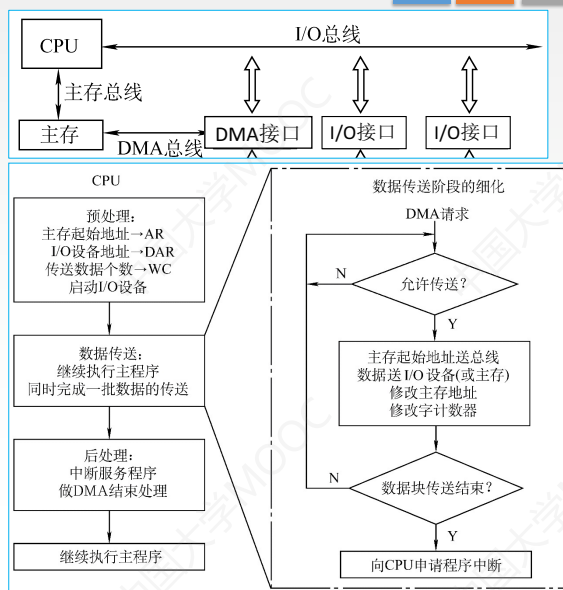 I/O总线
CPU
主存总线
主存
DMA总线
DMA接口
I/O接口
I/O接口
CPU
预处理:
主存起始地址→AR
I/O设备地址→DAR
传送数据个数→WC
启动I/O设备
数据传送:
继续执行主程序
同时完成一批数据的传送
后处理:
中断服务程序
做DMA结束处理
继续执行主程序
数据传送阶段的细化
DMA请求
N
允许传送?
Y
主存起始地址送总线
数据送I/O设备(或主存)
修改主存地址
修改字计数器
N
数据块传送结束?
Y
向CPU申请程序中断
中国大学MOOC